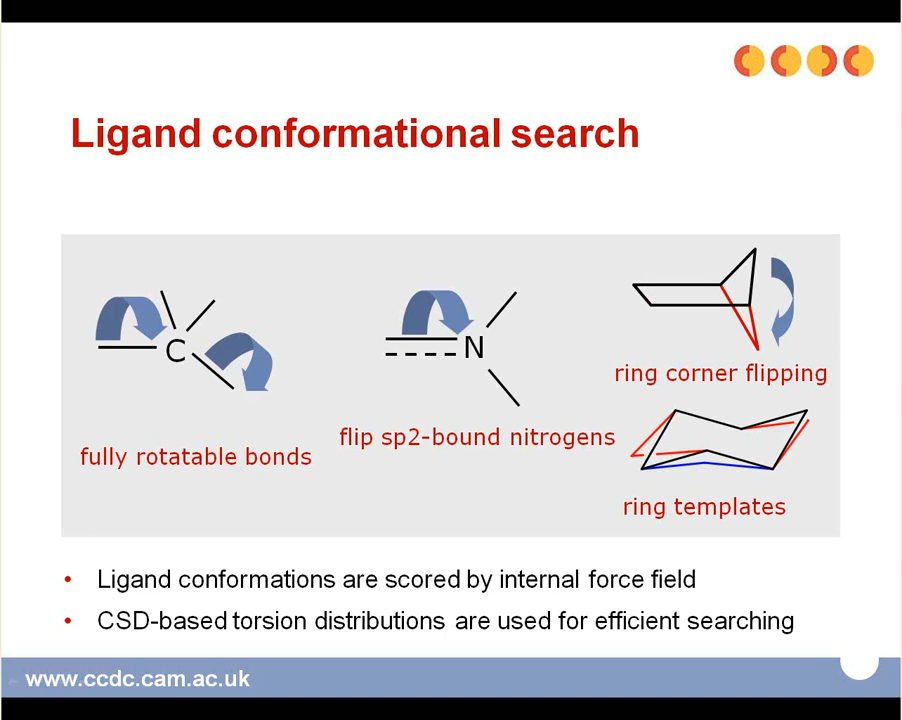 CCDC
Ligand conformational search
C
N
ring corner flipping
flip sp2-bound nitrogens
fully rotatable bonds
ring templates
• Ligand conformations are scored by internal force field
• CSD-based torsion distributions are used for efficient searching
www.ccdc.cam.ac.uk